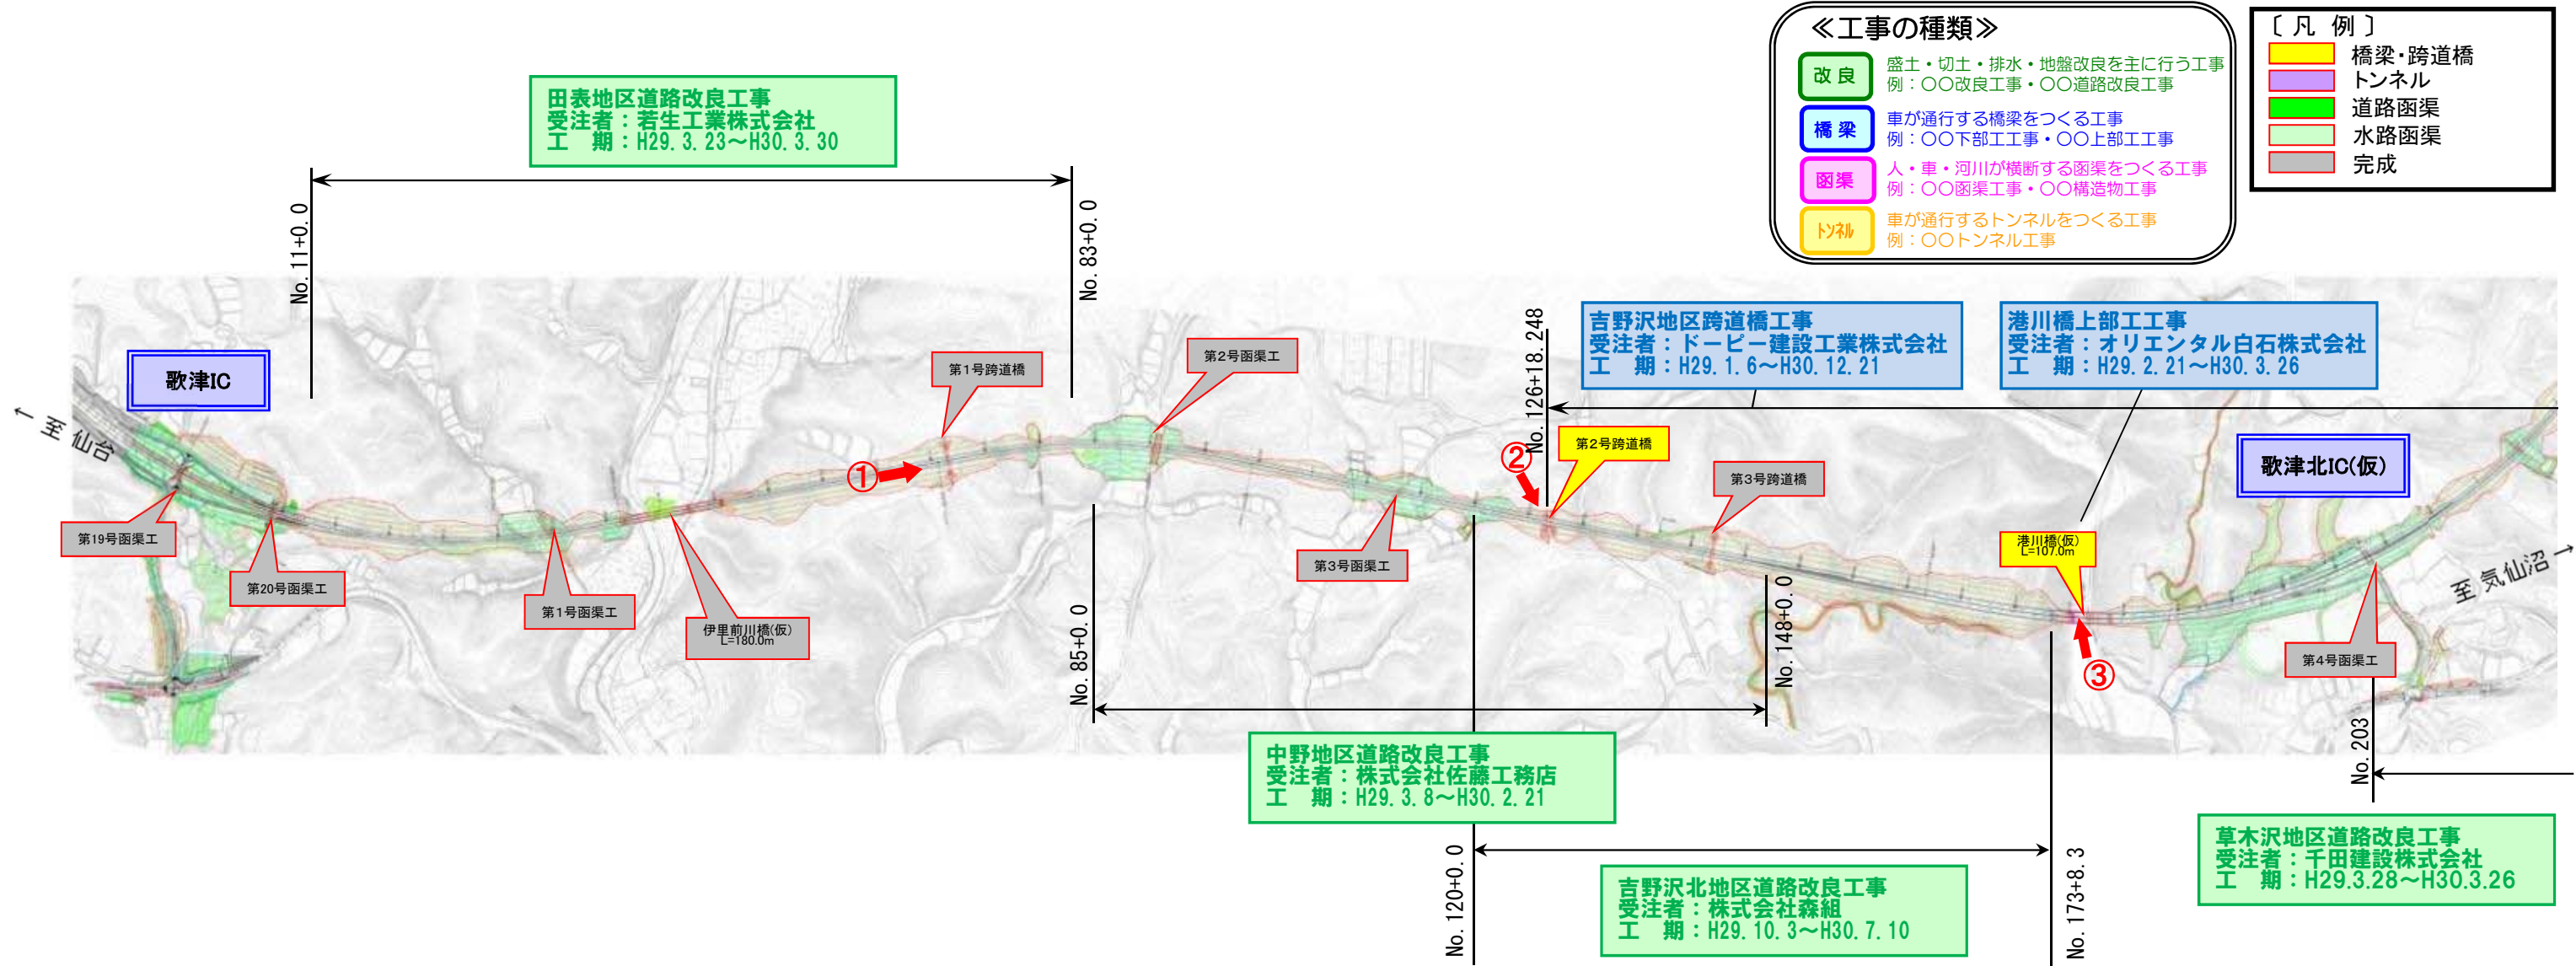 ≪工事の種類≫
改良
盛土・切土・排水・地盤改良を主に行う工事
例：〇〇改良工事・〇〇道路改良工事
橋梁
車が通行する橋梁をつくる工事
例：〇〇下部工工事・〇〇上部工工事
函渠
人・車・河川が横断する函渠をつくる工事
例：〇〇函渠工事・〇〇構造物工事
トンネル
車が通行するトンネルをつくる工事
例：〇〇トンネル工事
〔 凡 例 〕
橋梁・跨道橋
トンネル
道路函渠
水路函渠
完成
田表地区道路改良工事
受注者：若生工業株式会社
工 期：H29.3.23～H30.3.30
No.11+0.0
No.83+0.0
吉野沢地区跨道橋工事
受注者：ドーピー建設工業株式会社
工 期：H29.1.6～H30.12.21
港川橋上部工工事
受注者：オリエンタル白石株式会社
工 期：H29.2.21～H30.3.26
No.126+18.248
歌津IC
← 至 仙台
第1号跨道橋
第2号函渠工
①
②
第2号跨道橋
第3号跨道橋
歌津北IC(仮)
至 気仙沼 →
第19号函渠工
第20号函渠工
第1号函渠工
伊里前川橋(仮)
L=180.0m
第3号函渠工
港川橋(仮)
L=107.0m
③
第4号函渠工
No.85+0.0
No.148+0.0
No.203
中野地区道路改良工事
受注者：株式会社佐藤工務店
工 期：H29.3.8～H30.2.21
No.120+0.0
No.173+8.3
吉野沢北地区道路改良工事
受注者：株式会社森組
工 期：H29.10.3～H30.7.10
草木沢地区道路改良工事
受注者：千田建設株式会社
工 期：H29.3.28～H30.3.26